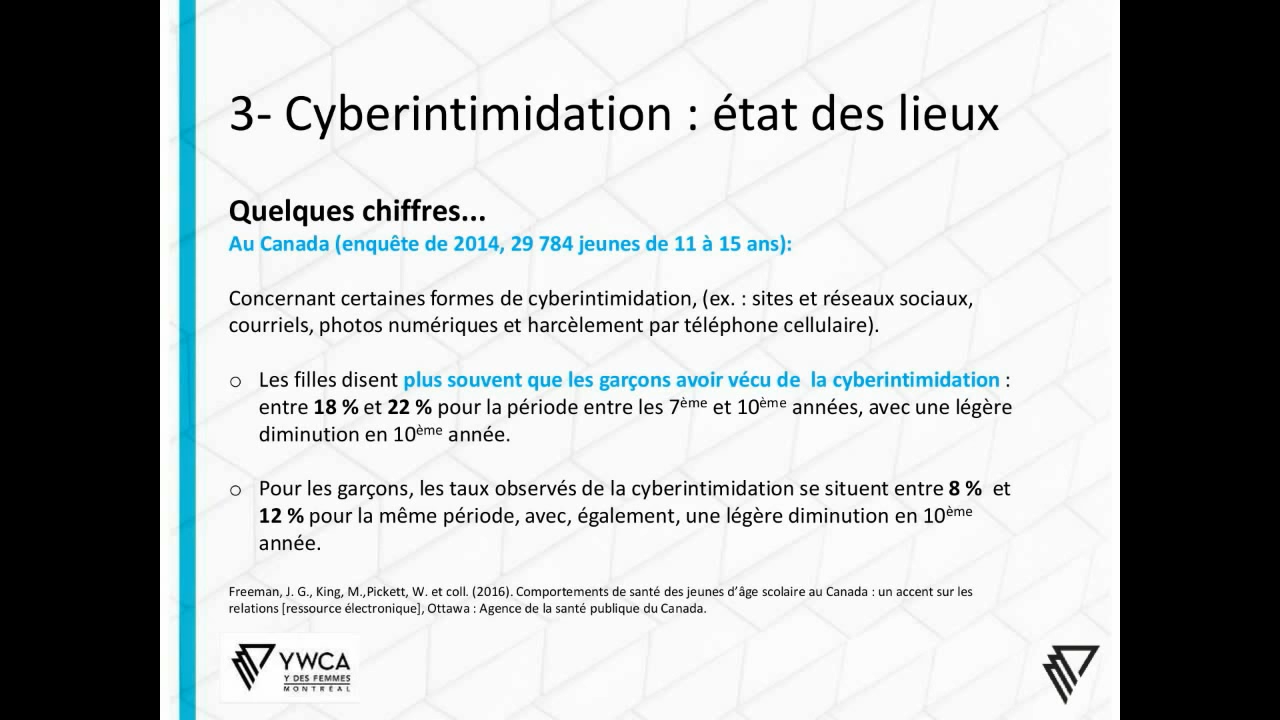 3- Cyberintimidation : état des lieux
Quelques chiffres...
Au Canada (enquête de 2014, 29 784 jeunes de 11 à 15 ans):
Concernant certaines formes de cyberintimidation, (ex. : sites et réseaux sociaux,
courriels, photos numériques et harcèlement par téléphone cellulaire).
o Les filles disent plus souvent que les garçons avoir vécu de  la cyberintimidation :
entre 18 % et 22 % pour la période entre les 7ème et 10ème années, avec une légère
diminution en 10ème année.
o Pour les garçons, les taux observés de la cyberintimidation se situent entre 8 %  et
12 % pour la même période, avec, également, une légère diminution en 10ème
année.
Freeman, J. G., King, M.,Pickett, W. et coll. (2016). Comportements de santé des jeunes d’âge scolaire au Canada : un accent sur les
relations [ressource électronique], Ottawa : Agence de la santé publique du Canada.
YWCA
Y DES FEMMES
MONTRÉAL